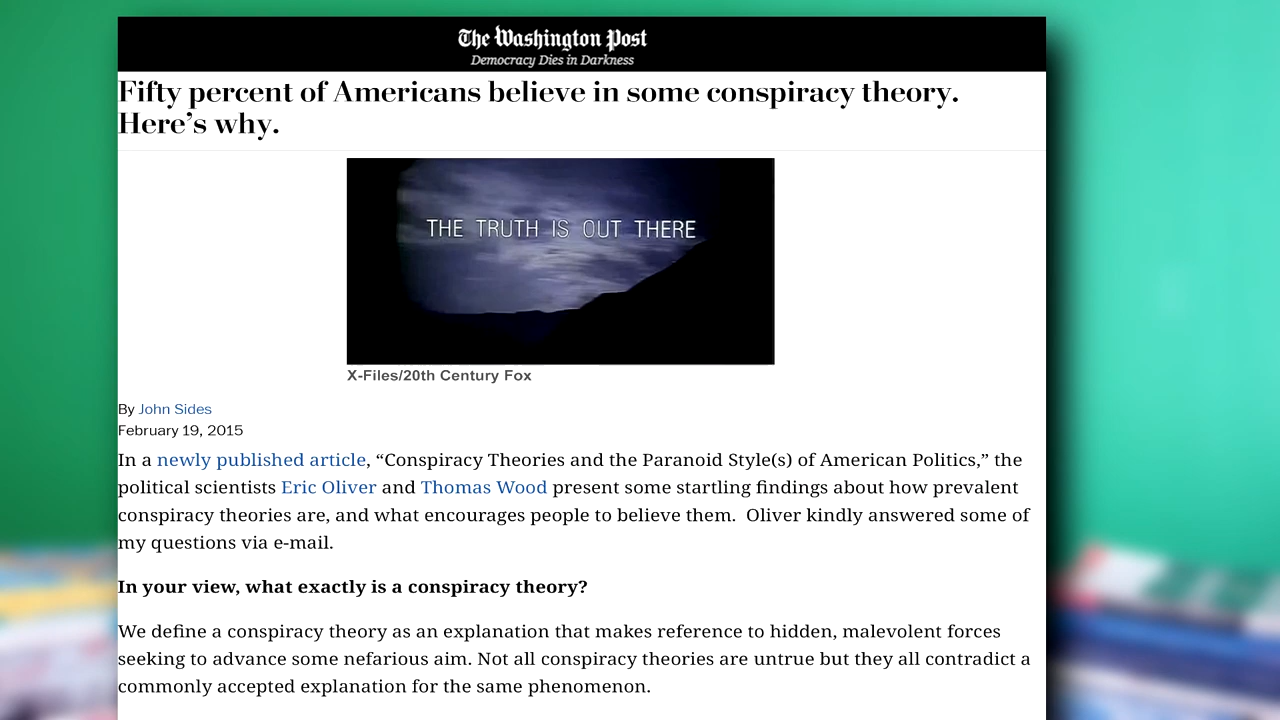 The Washington Post
Democracy Dies in Darkness
Fifty percent of Americans believe in some conspiracy theory.
Here’s why.
THE TRUTH IS OUT THERE
X-Files/20th Century Fox
By John Sides
February 19, 2015
In a newly published article, “Conspiracy Theories and the Paranoid Style(s) of American Politics,” the
political scientists Eric Oliver and Thomas Wood present some startling findings about how prevalent
conspiracy theories are, and what encourages people to believe them.  Oliver kindly answered some of
my questions via e-mail.
In your view, what exactly is a conspiracy theory?
We define a conspiracy theory as an explanation that makes reference to hidden, malevolent forces
seeking to advance some nefarious aim. Not all conspiracy theories are untrue but they all contradict a
commonly accepted explanation for the same phenomenon.